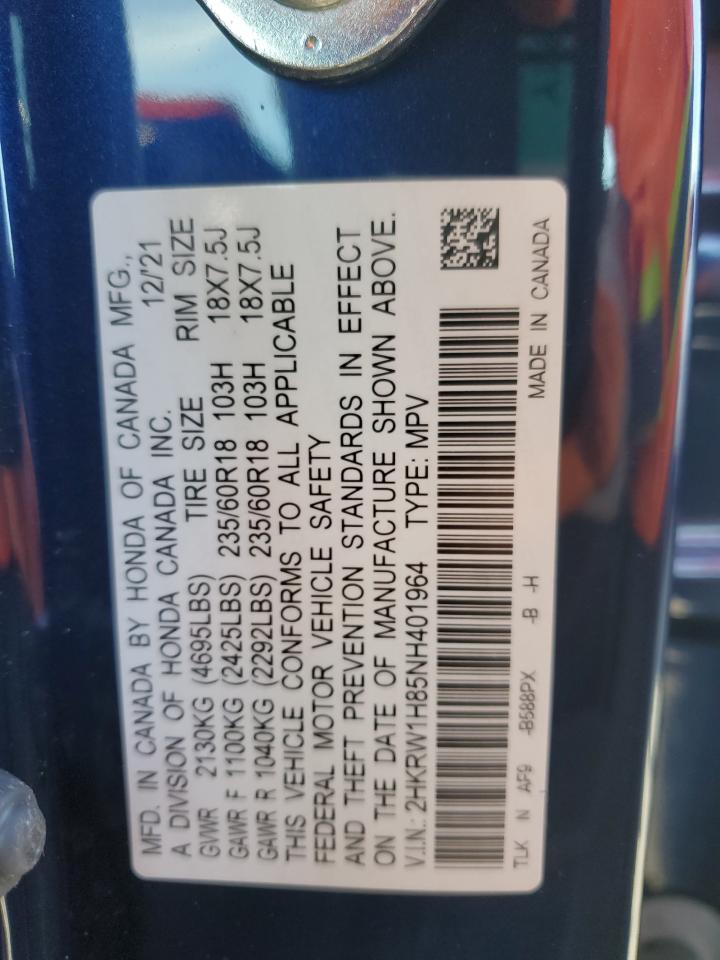 MFD. IN CANADA BY HONDA OF CANADA MFG.,
A DIVISION OF HONDA CANADA INC. 12/'21
GVWR 2130KG (4695LBS) TIRE SIZE RIM SIZE
GAWR F 1100KG (2425LBS) 235/60R18 103H 18X7.5J
GAWR R 1040KG (2292LBS) 235/60R18 103H 18X7.5J
THIS VEHICLE CONFORMS TO ALL APPLICABLE
FEDERAL MOTOR VEHICLE SAFETY
AND THEFT PREVENTION STANDARDS IN EFFECT
ON THE DATE OF MANUFACTURE SHOWN ABOVE.
V.I.N.: 2HKRW1H85NH401964 TYPE: MPV
TLK N AF9 -B588PX -B -H MADE IN CANADA